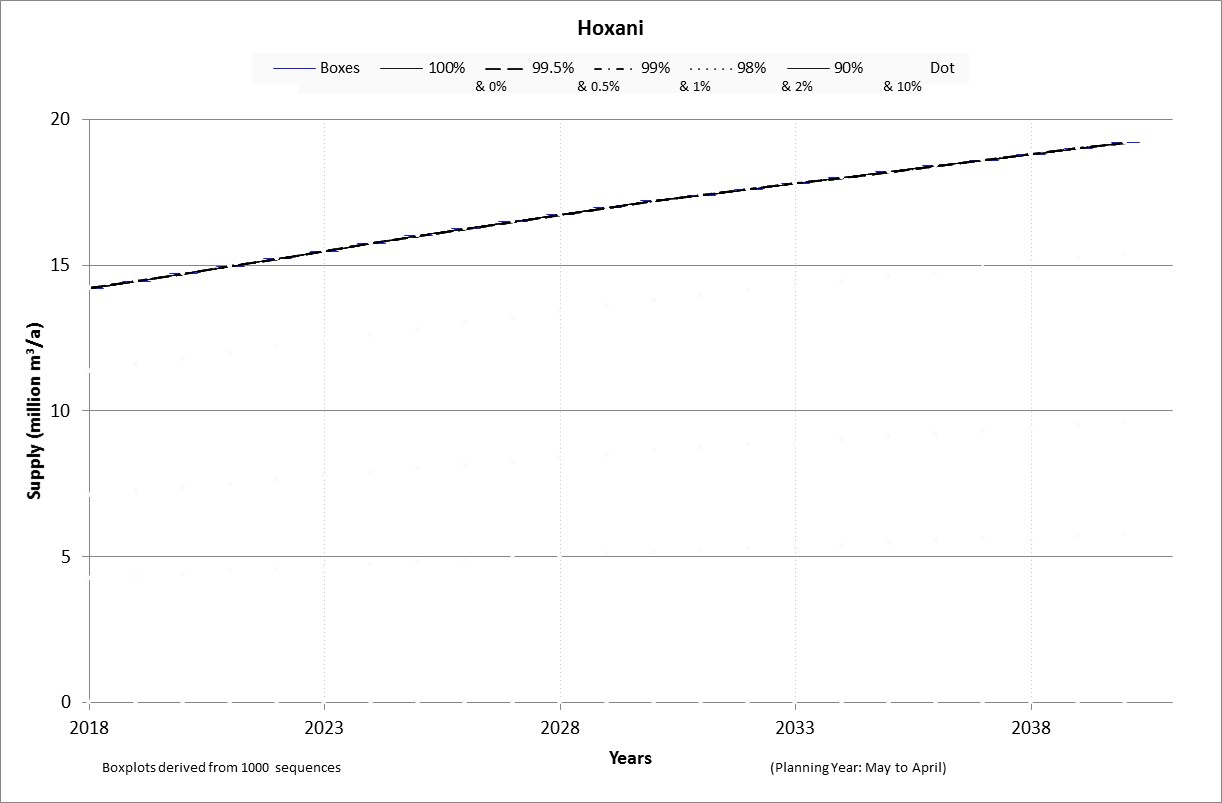 Hoxani
Boxes 100% 99.5% 99% 98% 90% Dot
& 0% & 0.5% & 1% & 2% & 10%
20
15
10
5
0
Supply (million m³/a)
2018 2023 2028 2033 2038
Years
Boxplots derived from 1000 sequences
(Planning Year: May to April)